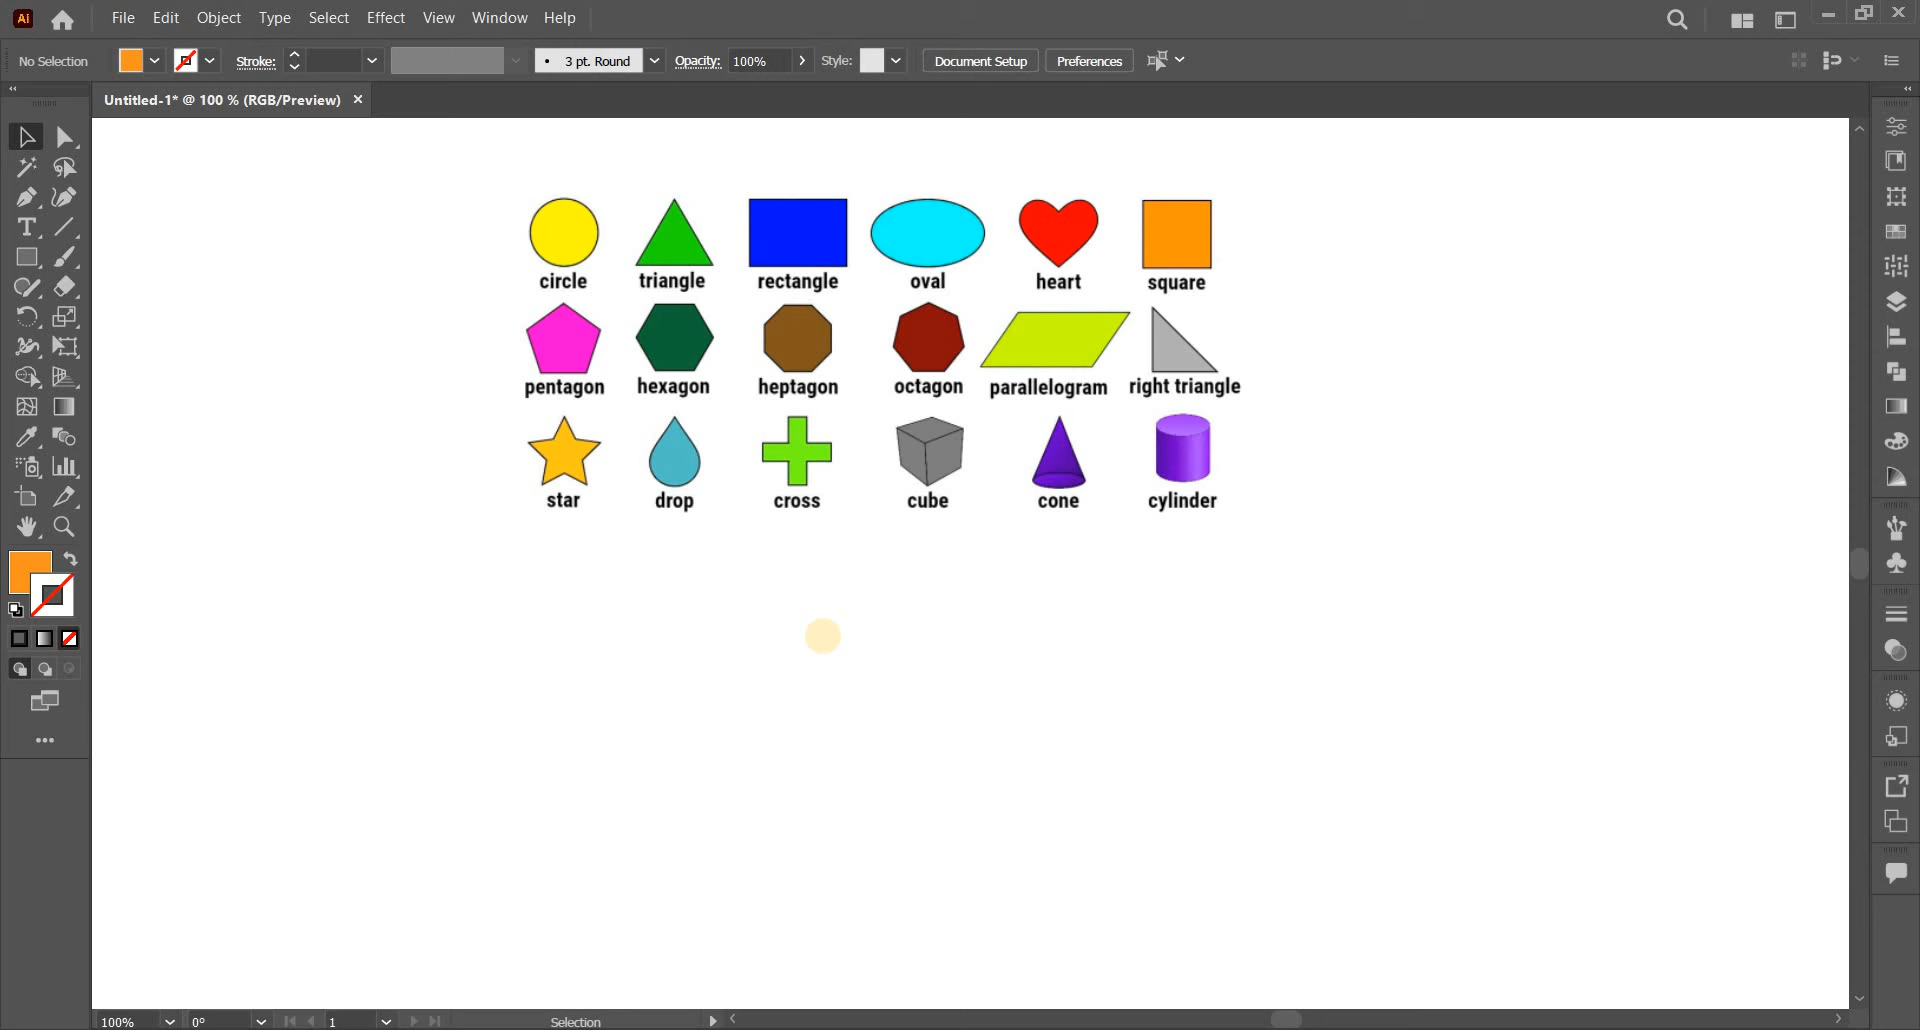 Ai File Edit Object Type Select Effect View Window Help
No Selection Stroke: 3 pt. Round Opacity: 100% Style: Document Setup Preferences
Untitled-1* @ 100 % (RGB/Preview) ×
circle triangle rectangle oval heart square
pentagon hexagon heptagon octagon parallelogram right triangle
star drop cross cube cone cylinder
100% 0° 1 Selection